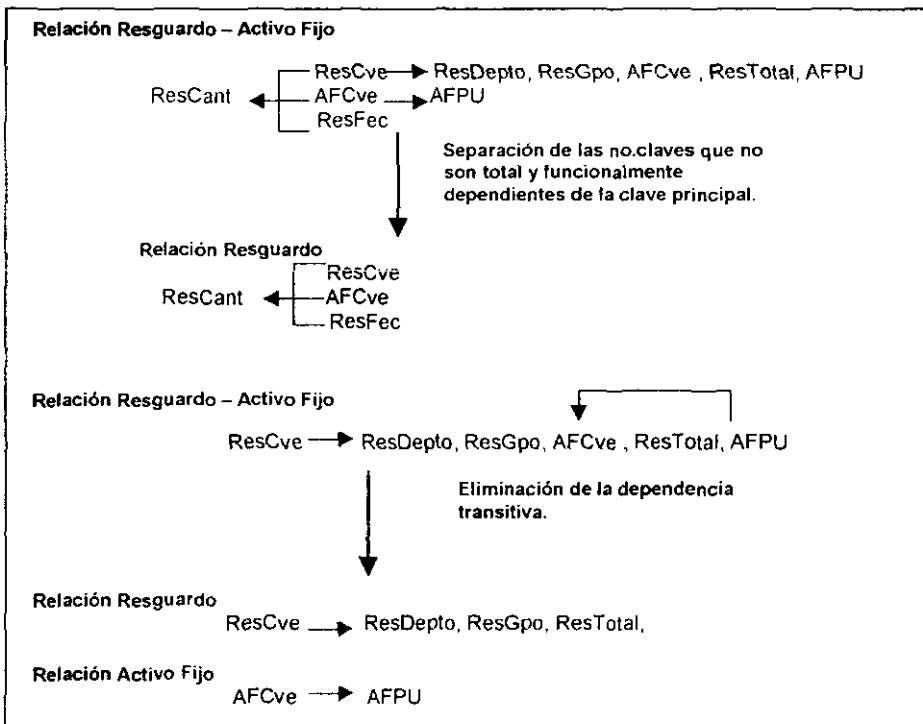 Relación Resguardo – Activo Fijo
ResCve ResDepto, ResGpo, AFCve , ResTotal, AFPU
ResCant AFCve AFPU
ResFec
Separación de las no.claves que no
son total y funcionalmente
dependientes de la clave principal.
Relación Resguardo
ResCve
ResCant AFCve
ResFec
Relación Resguardo – Activo Fijo
ResCve ResDepto, ResGpo, AFCve , ResTotal, AFPU
Eliminación de la dependencia
transitiva.
Relación Resguardo
ResCve ResDepto, ResGpo, ResTotal,
Relación Activo Fijo
AFCve AFPU